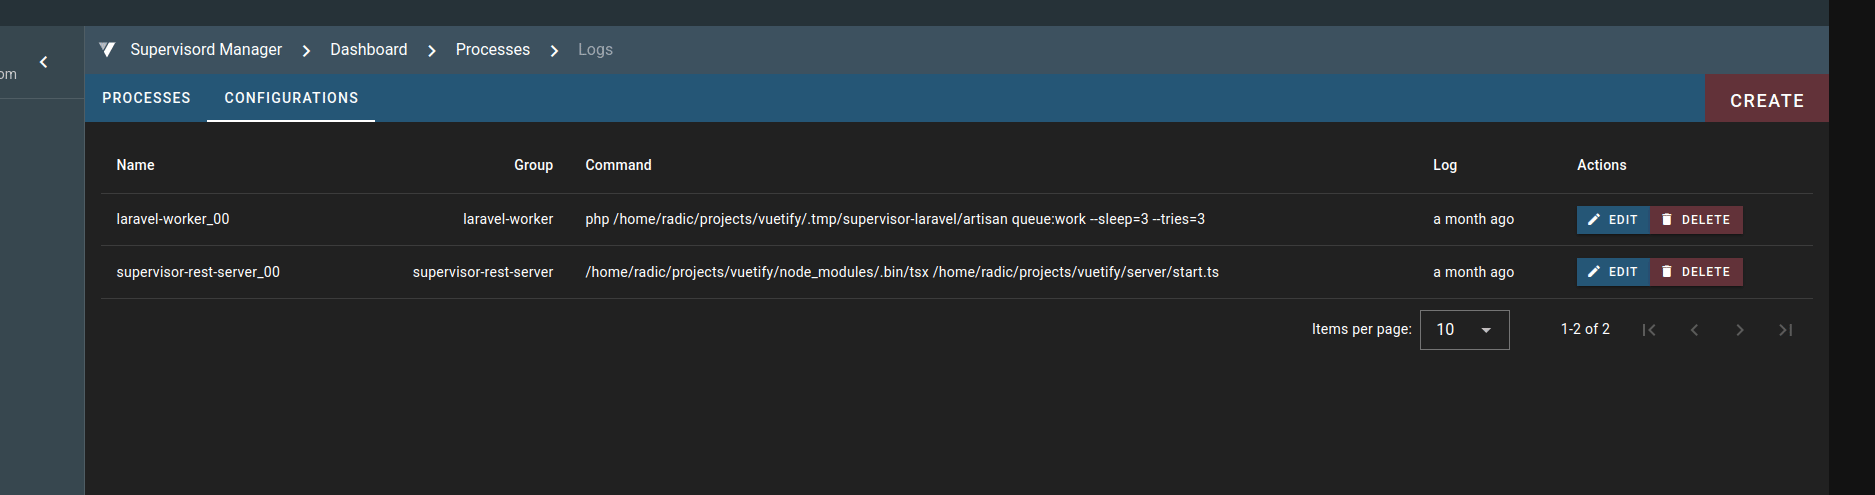 Supervisord Manager Dashboard Processes Logs
om
PROCESSES CONFIGURATIONS CREATE
Name Group Command Log Actions
laravel-worker_00 laravel-worker php /home/radic/projects/vuetify/.tmp/supervisor-laravel/artisan queue:work --sleep=3 --tries=3 a month ago EDIT DELETE
supervisor-rest-server_00 supervisor-rest-server /home/radic/projects/vuetify/node_modules/.bin/tsx /home/radic/projects/vuetify/server/start.ts a month ago EDIT DELETE
Items per page: 10 1-2 of 2